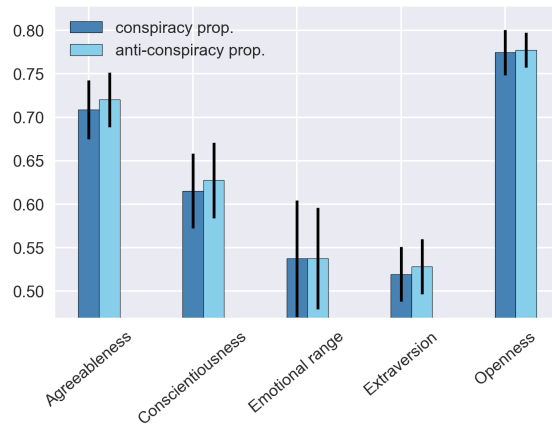 conspiracy prop.
anti-conspiracy prop.
0.80
0.75
0.70
0.65
0.60
0.55
0.50
Agreeableness
Conscientiousness
Emotional range
Extraversion
Openness